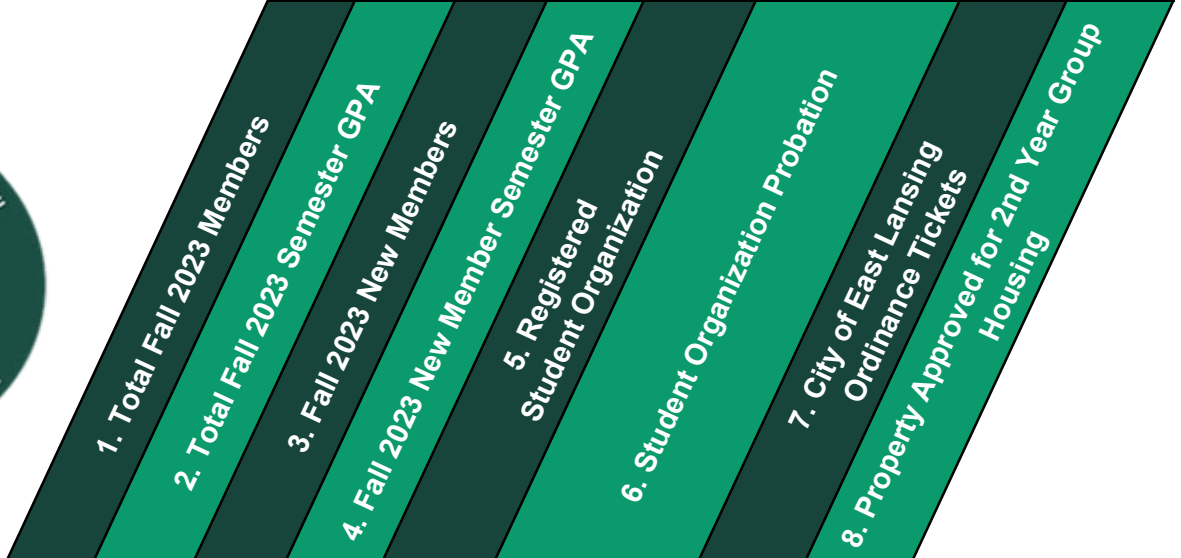 1. Total Fall 2023 Members
2. Total Fall 2023 Semester GPA
3. Fall 2023 New Members
4. Fall 2023 New Member Semester GPA
5. Registered
Student Organization
6. Student Organization Probation
7. City of East Lansing
Ordinance Tickets
8. Property Approved for 2nd Year Group
Housing